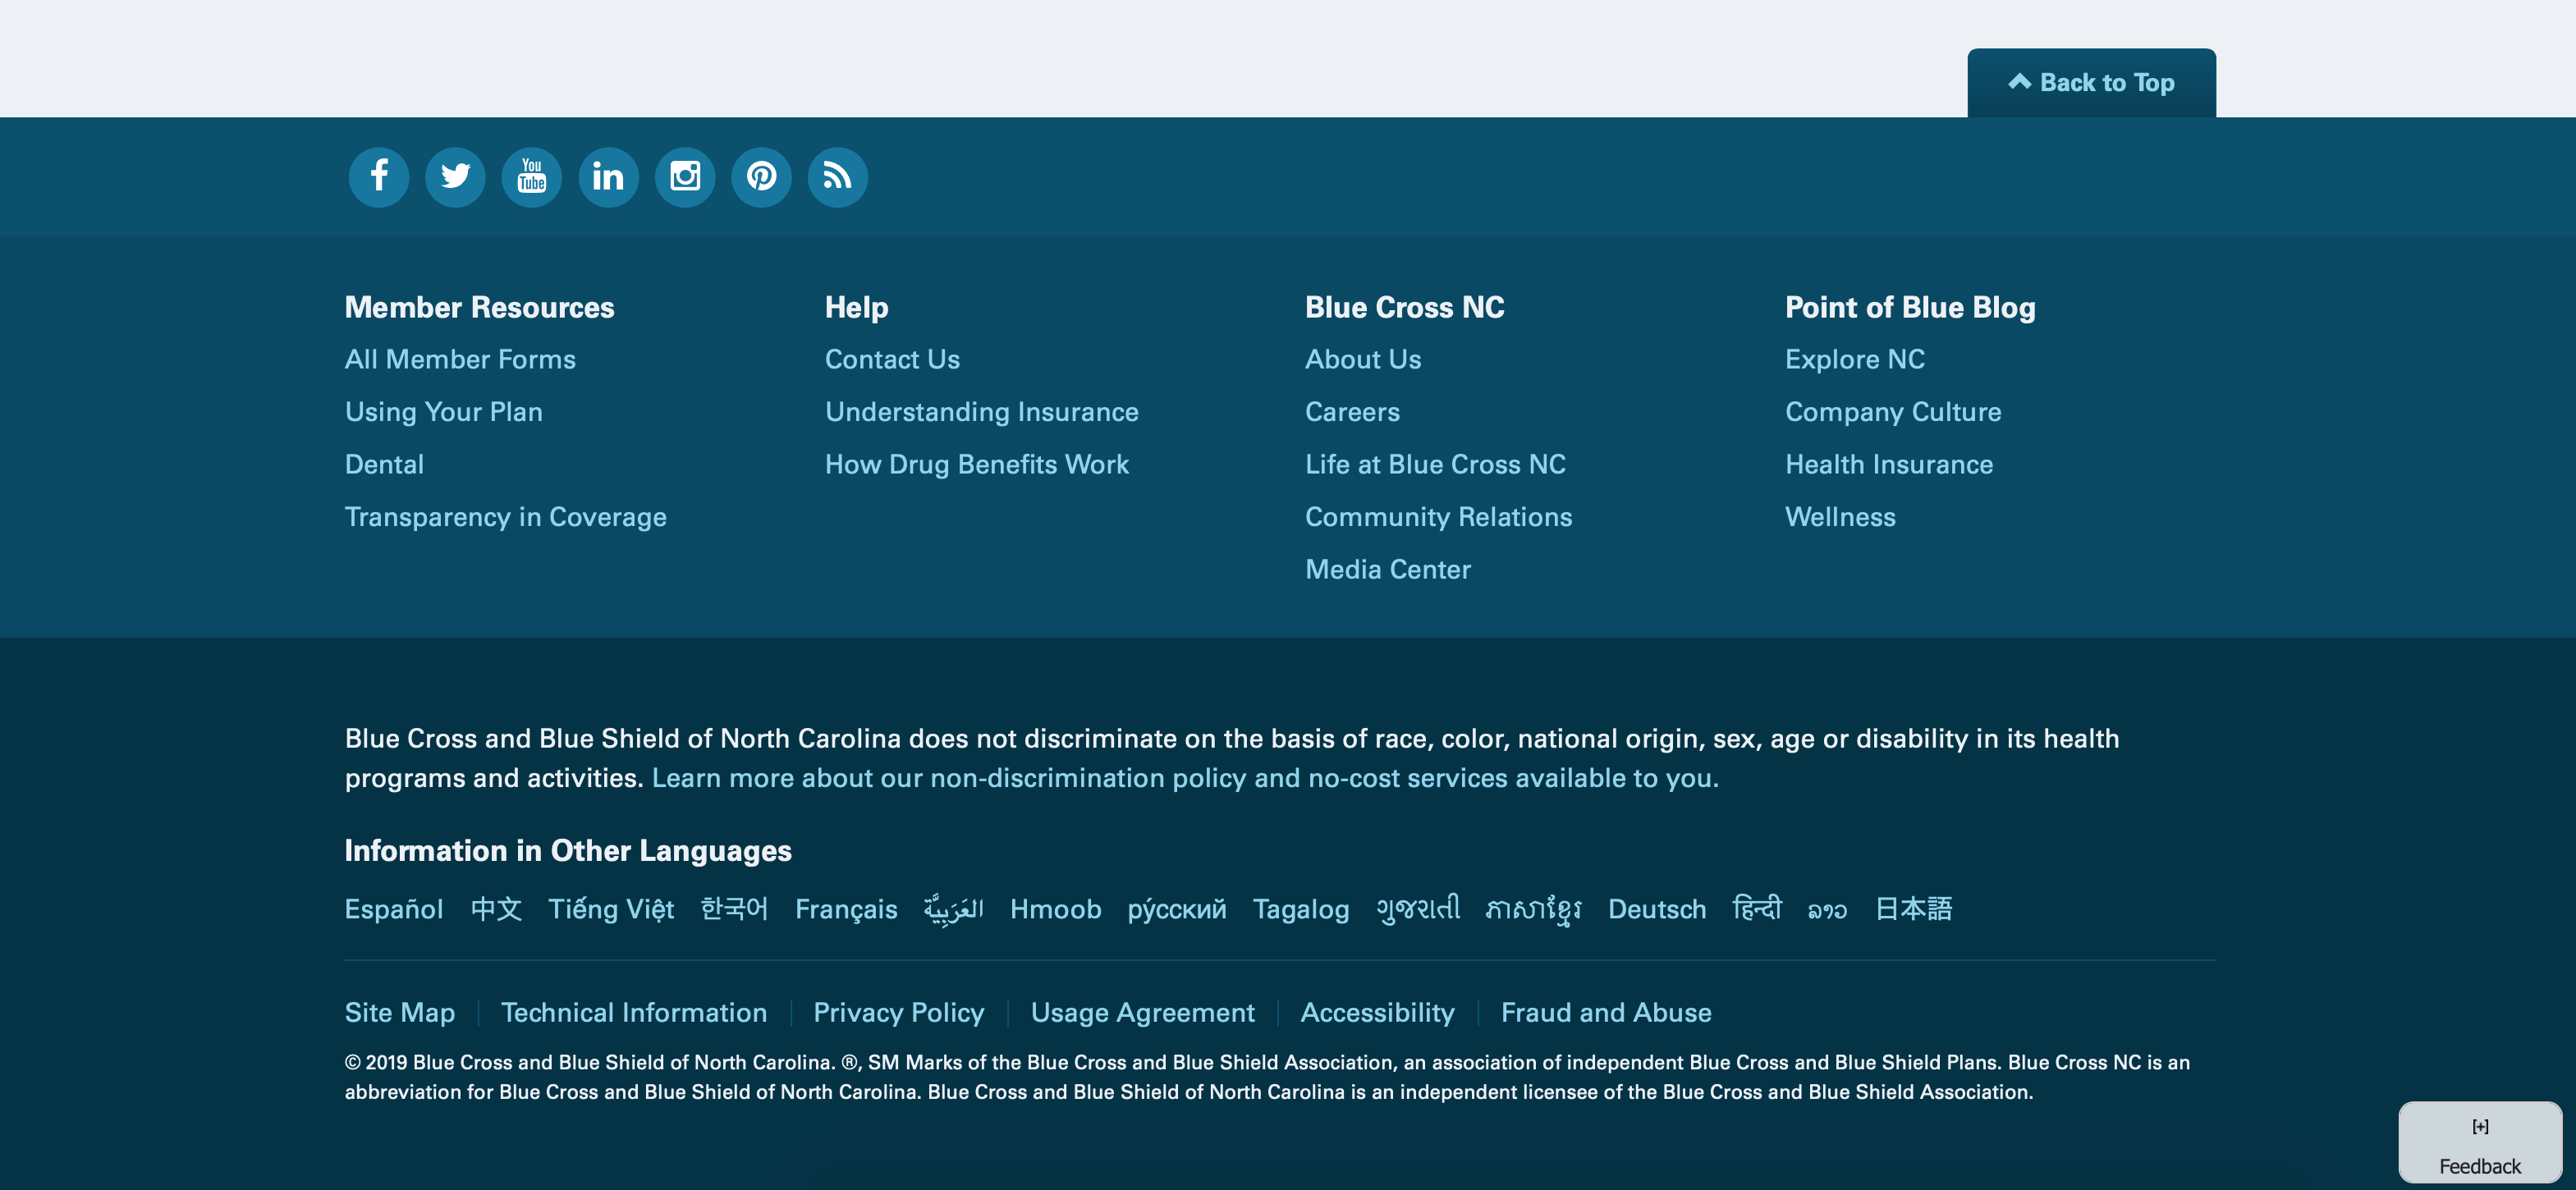 Back to Top
You Tube
Member Resources
All Member Forms
Using Your Plan
Dental
Transparency in Coverage
Help
Contact Us
Understanding Insurance
How Drug Benefits Work
Blue Cross NC
About Us
Careers
Life at Blue Cross NC
Community Relations
Media Center
Point of Blue Blog
Explore NC
Company Culture
Health Insurance
Wellness
Blue Cross and Blue Shield of North Carolina does not discriminate on the basis of race, color, national origin, sex, age or disability in its health
programs and activities. Learn more about our non-discrimination policy and no-cost services available to you.
Information in Other Languages
Español 中文 Tiếng Việt 한국어 Français العَرَبِيَّة Hmoob ру́сский Tagalog ગુજરાતી ភាសាខ្មែរ Deutsch हिन्दी ລາວ 日本語
Site Map Technical Information Privacy Policy Usage Agreement Accessibility Fraud and Abuse
© 2019 Blue Cross and Blue Shield of North Carolina. ®, SM Marks of the Blue Cross and Blue Shield Association, an association of independent Blue Cross and Blue Shield Plans. Blue Cross NC is an
abbreviation for Blue Cross and Blue Shield of North Carolina. Blue Cross and Blue Shield of North Carolina is an independent licensee of the Blue Cross and Blue Shield Association.
[+]
Feedback